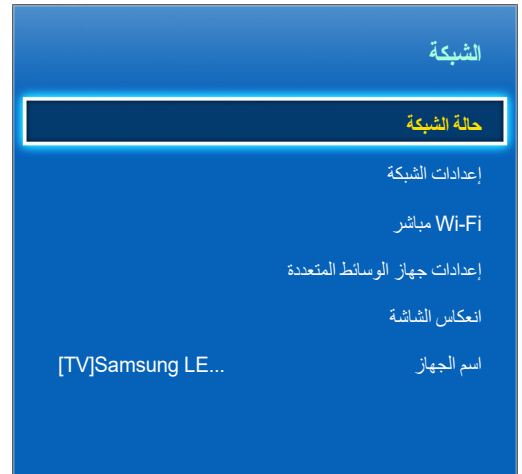 الشبكة
حالة الشبكة
إعدادات الشبكة
Wi-Fi مباشر
إعدادات جهاز الوسائط المتعددة
انعكاس الشاشة
اسم الجهاز [TV]Samsung LE...